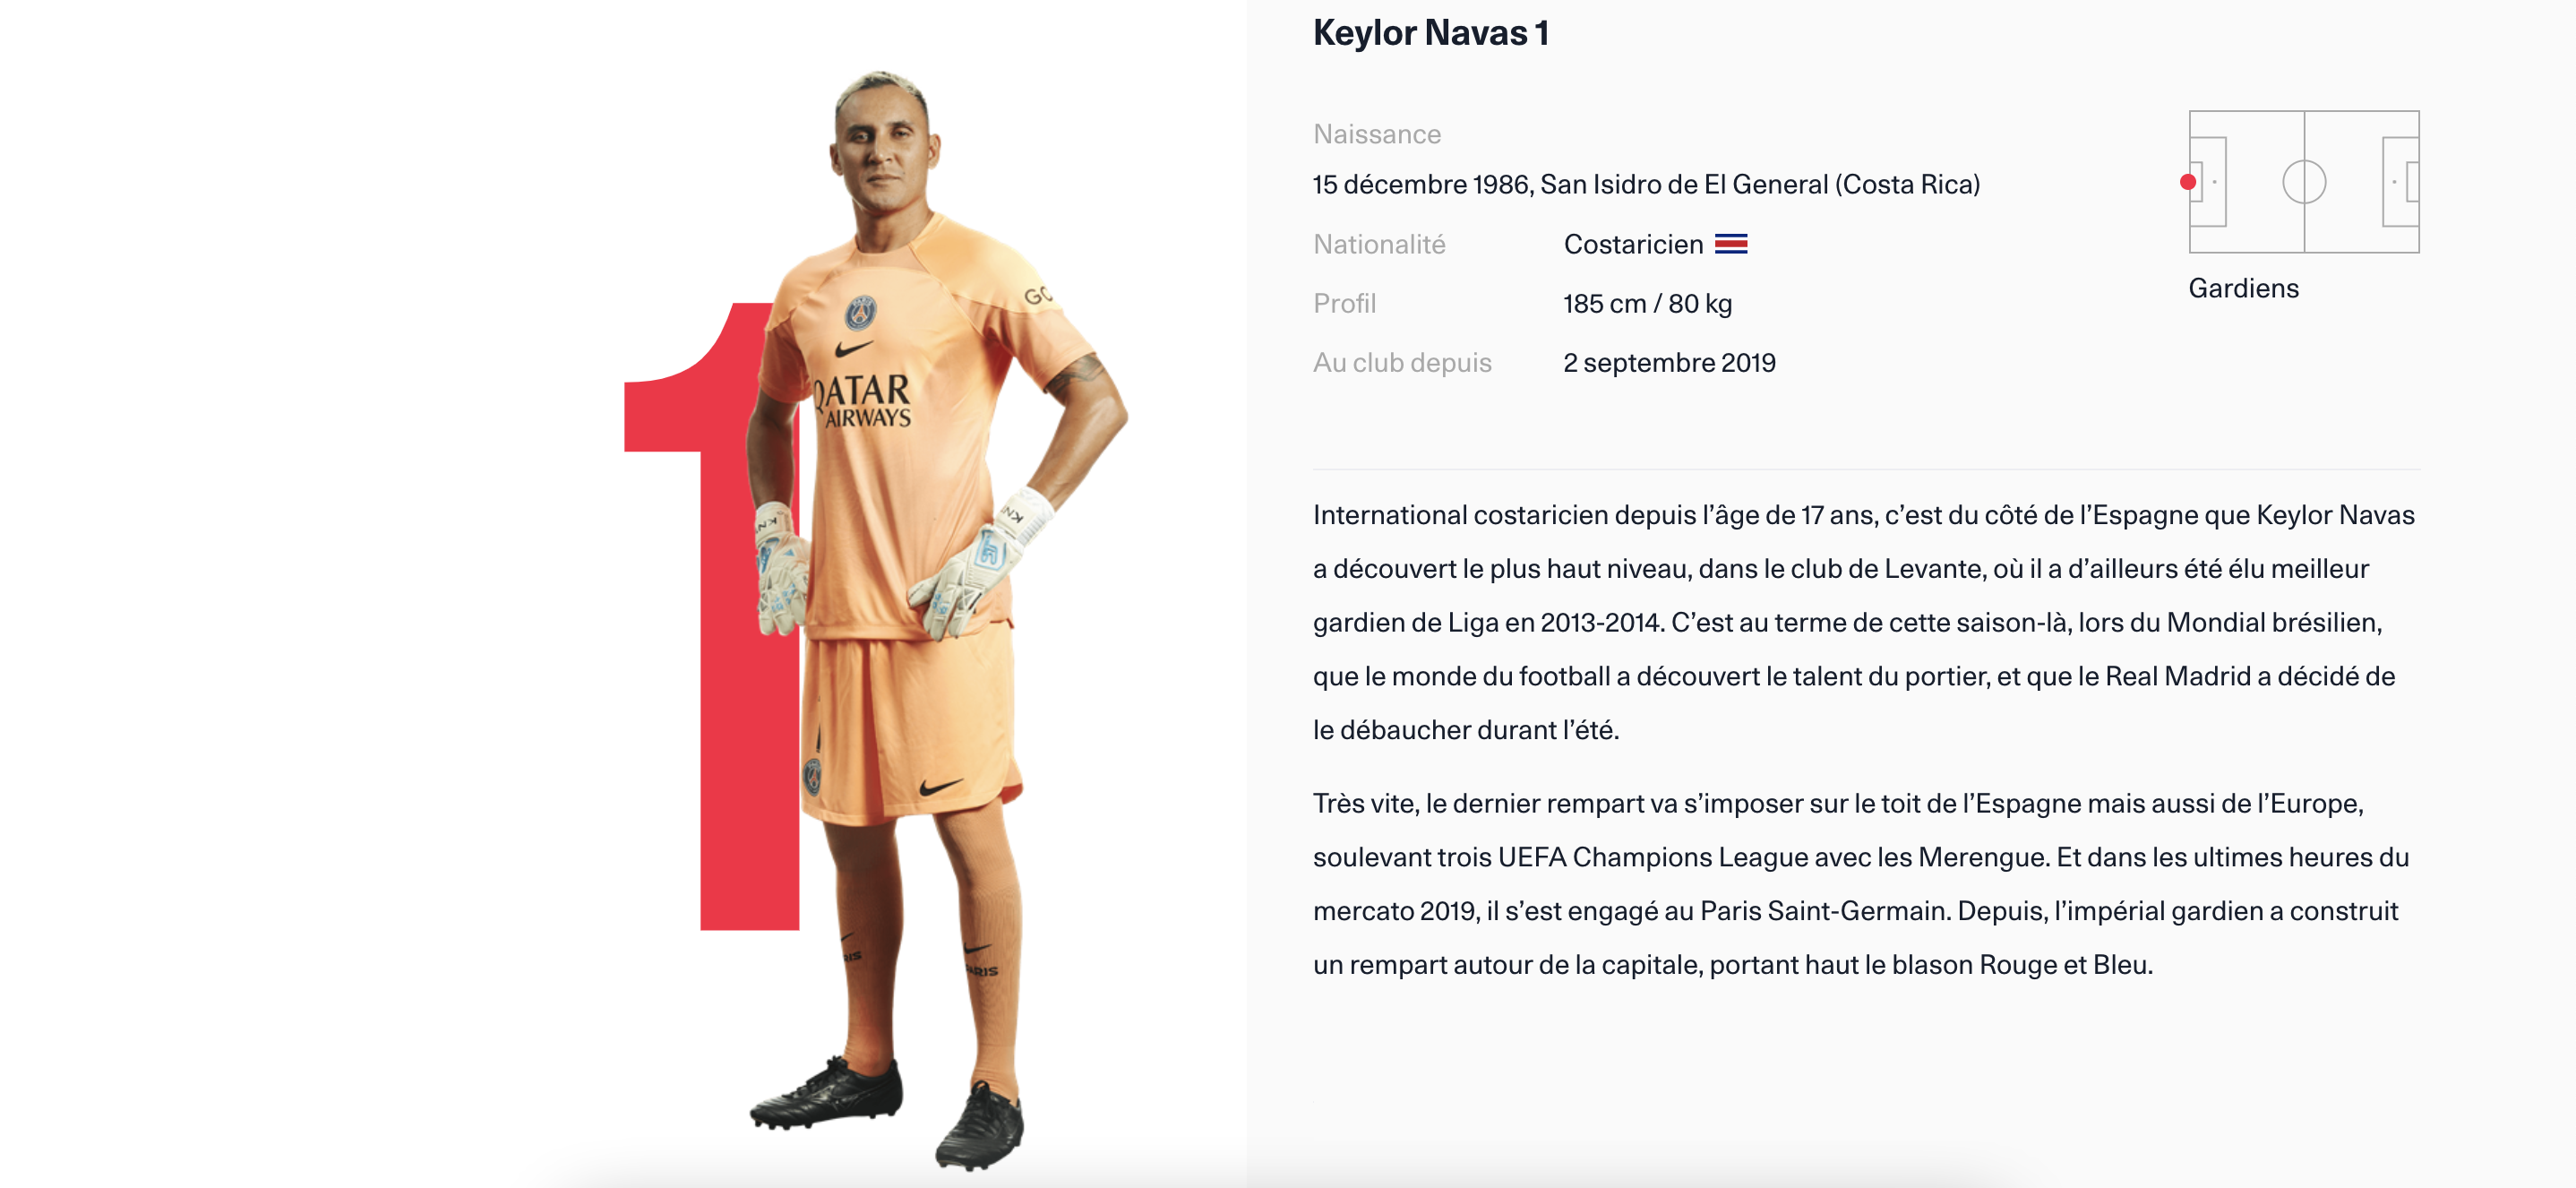 Keylor Navas 1
Naissance
15 décembre 1986, San Isidro de El General (Costa Rica)
Nationalité Costaricien
Profil 185 cm / 80 kg
Au club depuis 2 septembre 2019
Gardiens
International costaricien depuis l’âge de 17 ans, c’est du côté de l’Espagne que Keylor Navas
a découvert le plus haut niveau, dans le club de Levante, où il a d’ailleurs été élu meilleur
gardien de Liga en 2013-2014. C’est au terme de cette saison-là, lors du Mondial brésilien,
que le monde du football a découvert le talent du portier, et que le Real Madrid a décidé de
le débaucher durant l’été.
Très vite, le dernier rempart va s’imposer sur le toit de l’Espagne mais aussi de l’Europe,
soulevant trois UEFA Champions League avec les Merengue. Et dans les ultimes heures du
mercato 2019, il s’est engagé au Paris Saint-Germain. Depuis, l’impérial gardien a construit
un rempart autour de la capitale, portant haut le blason Rouge et Bleu.
1
GO
QATAR
AIRWAYS
KN
KN
RIS
PARIS